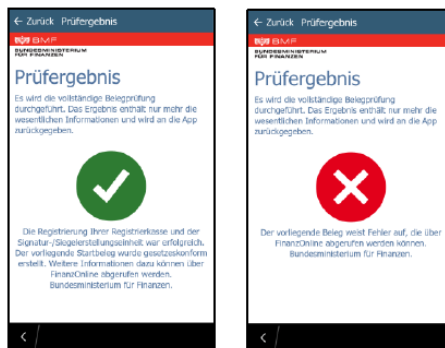 ← Zurück Prüfergebnis
BMF
BUNDESMINISTERIUM
FÜR FINANZEN
Prüfergebnis
Es wird die vollständige Belegprüfung
durchgeführt. Das Ergebnis enthält nur mehr die
wesentlichen Informationen und wird an die App
zurückgegeben.
Die Registrierung Ihrer Registrierkasse und der
Signatur-/Siegelerstellungseinheit war erfolgreich.
Der vorliegende Startbeleg wurde gesetzeskonform
erstellt. Weitere Informationen dazu können über
FinanzOnline abgerufen werden.
Bundesministerium für Finanzen.
← Zurück Prüfergebnis
BMF
BUNDESMINISTERIUM
FÜR FINANZEN
Prüfergebnis
Es wird die vollständige Belegprüfung
durchgeführt. Das Ergebnis enthält nur mehr die
wesentlichen Informationen und wird an die App
zurückgegeben.
Der vorliegende Beleg weist Fehler auf, die über
FinanzOnline abgerufen werden können.
Bundesministerium für Finanzen.